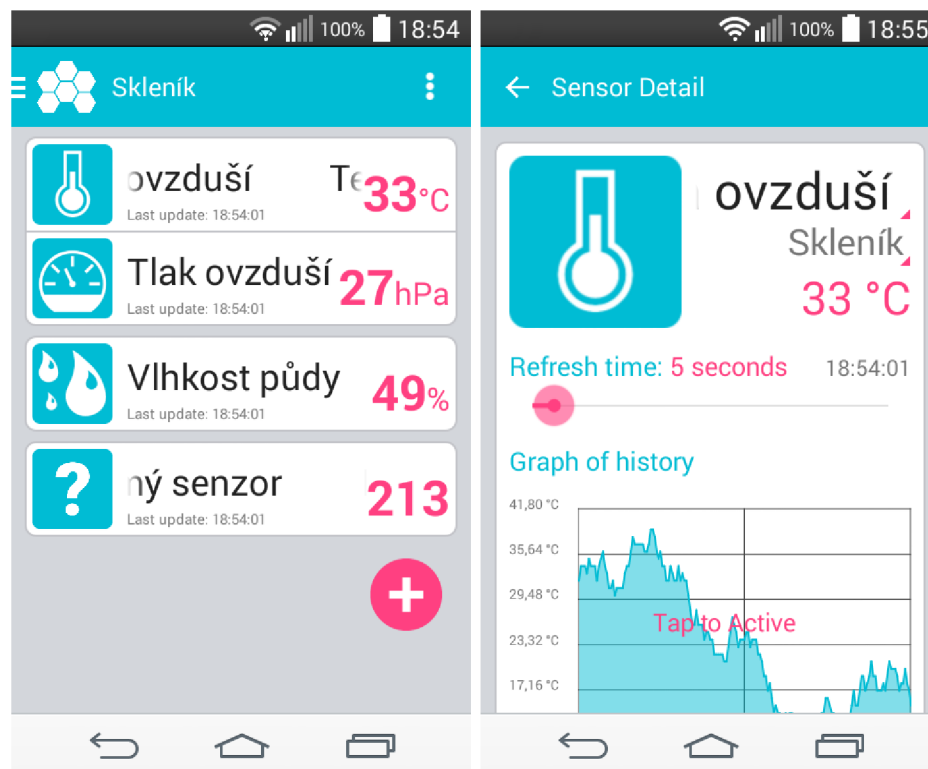 100% 18:54
Skleník
ovzduší
33°C
Last update: 18:54:01
Tlak ovzduší 27hPa
Last update: 18:54:01
Vlhkost půdy 49%
Last update: 18:54:01
ný senzor 213
Last update: 18:54:01
100% 18:55
Sensor Detail
ovzduší
Skleník
33 °C
Refresh time: 5 seconds 18:54:01
Graph of history
41,80 °C
35,64 °C
29,48 °C
Tap to Active
23,32 °C
17,16 °C